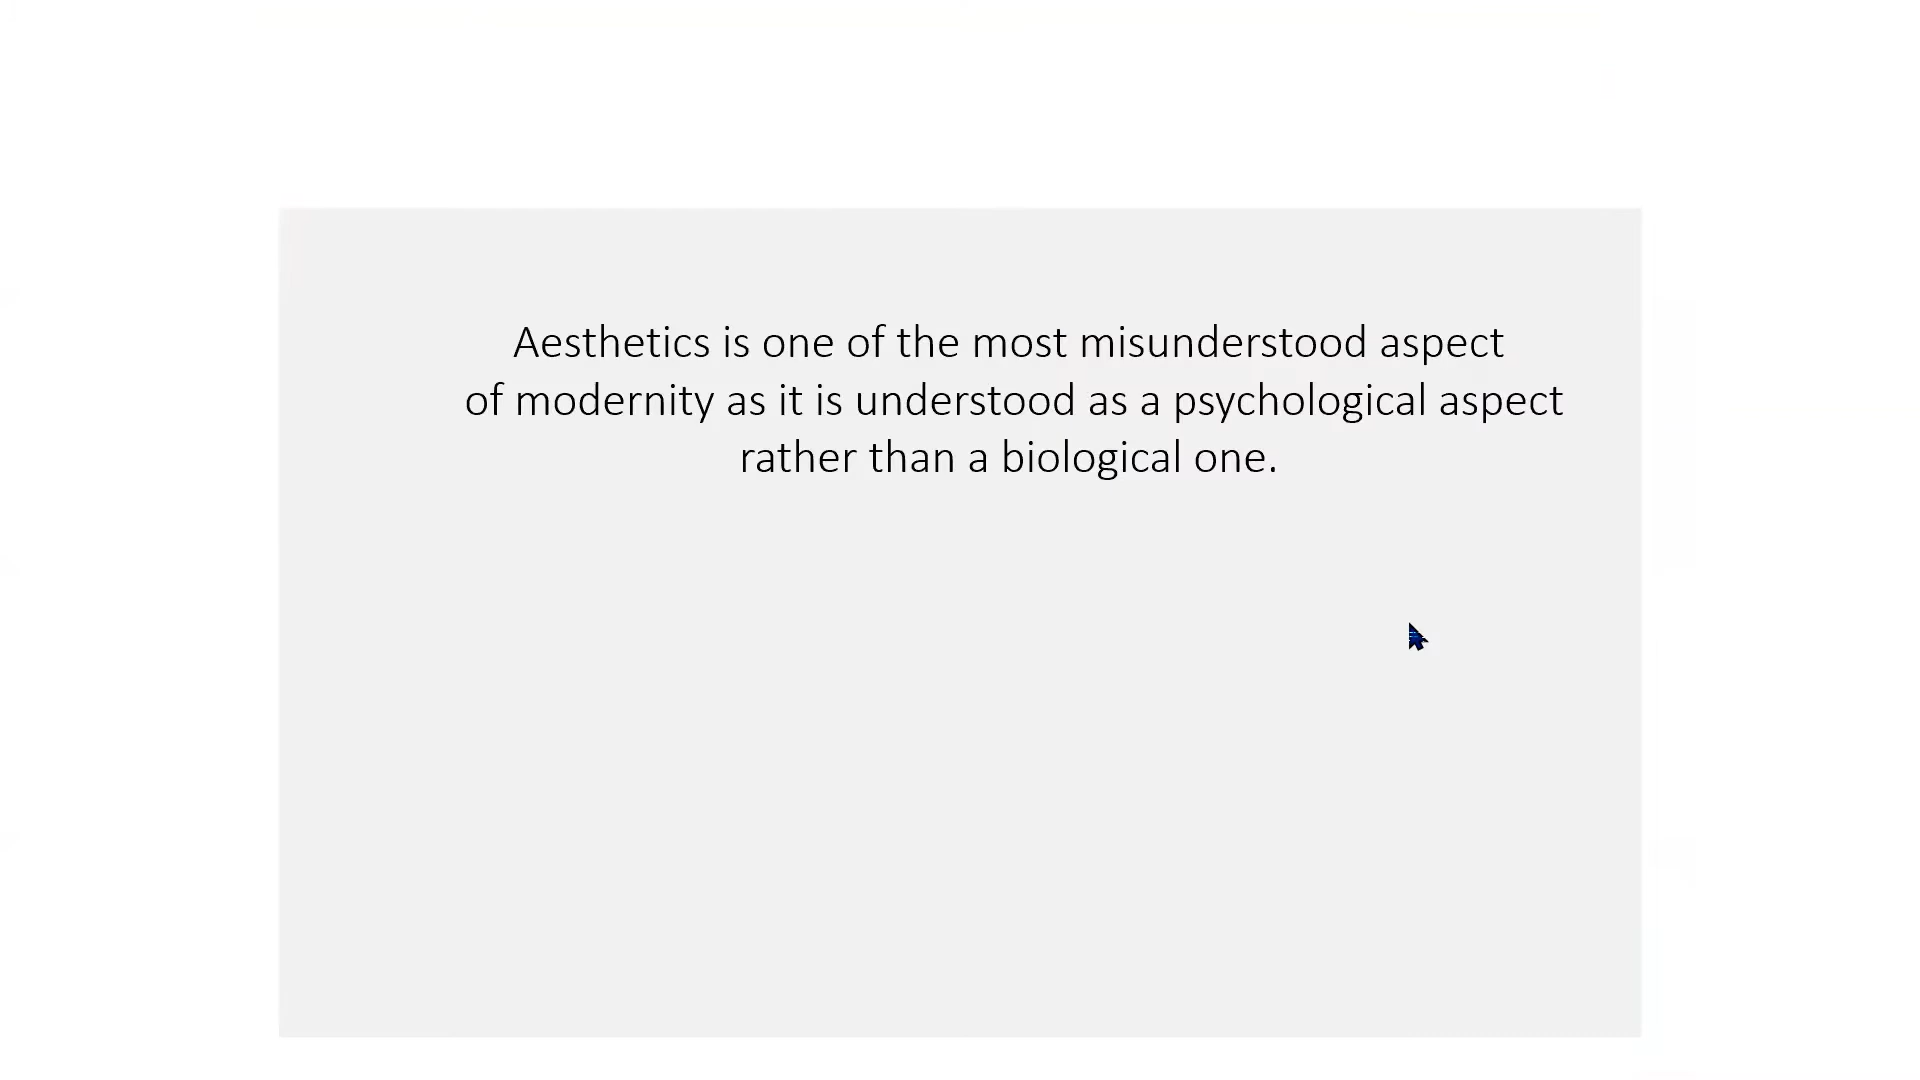 Aesthetics is one of the most misunderstood aspect
of modernity as it is understood as a psychological aspect
rather than a biological one.